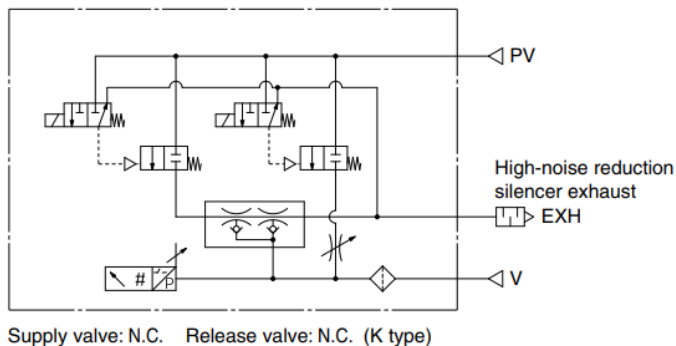 PV
High-noise reduction
silencer exhaust
EXH
# P
V
Supply valve: N.C. Release valve: N.C. (K type)